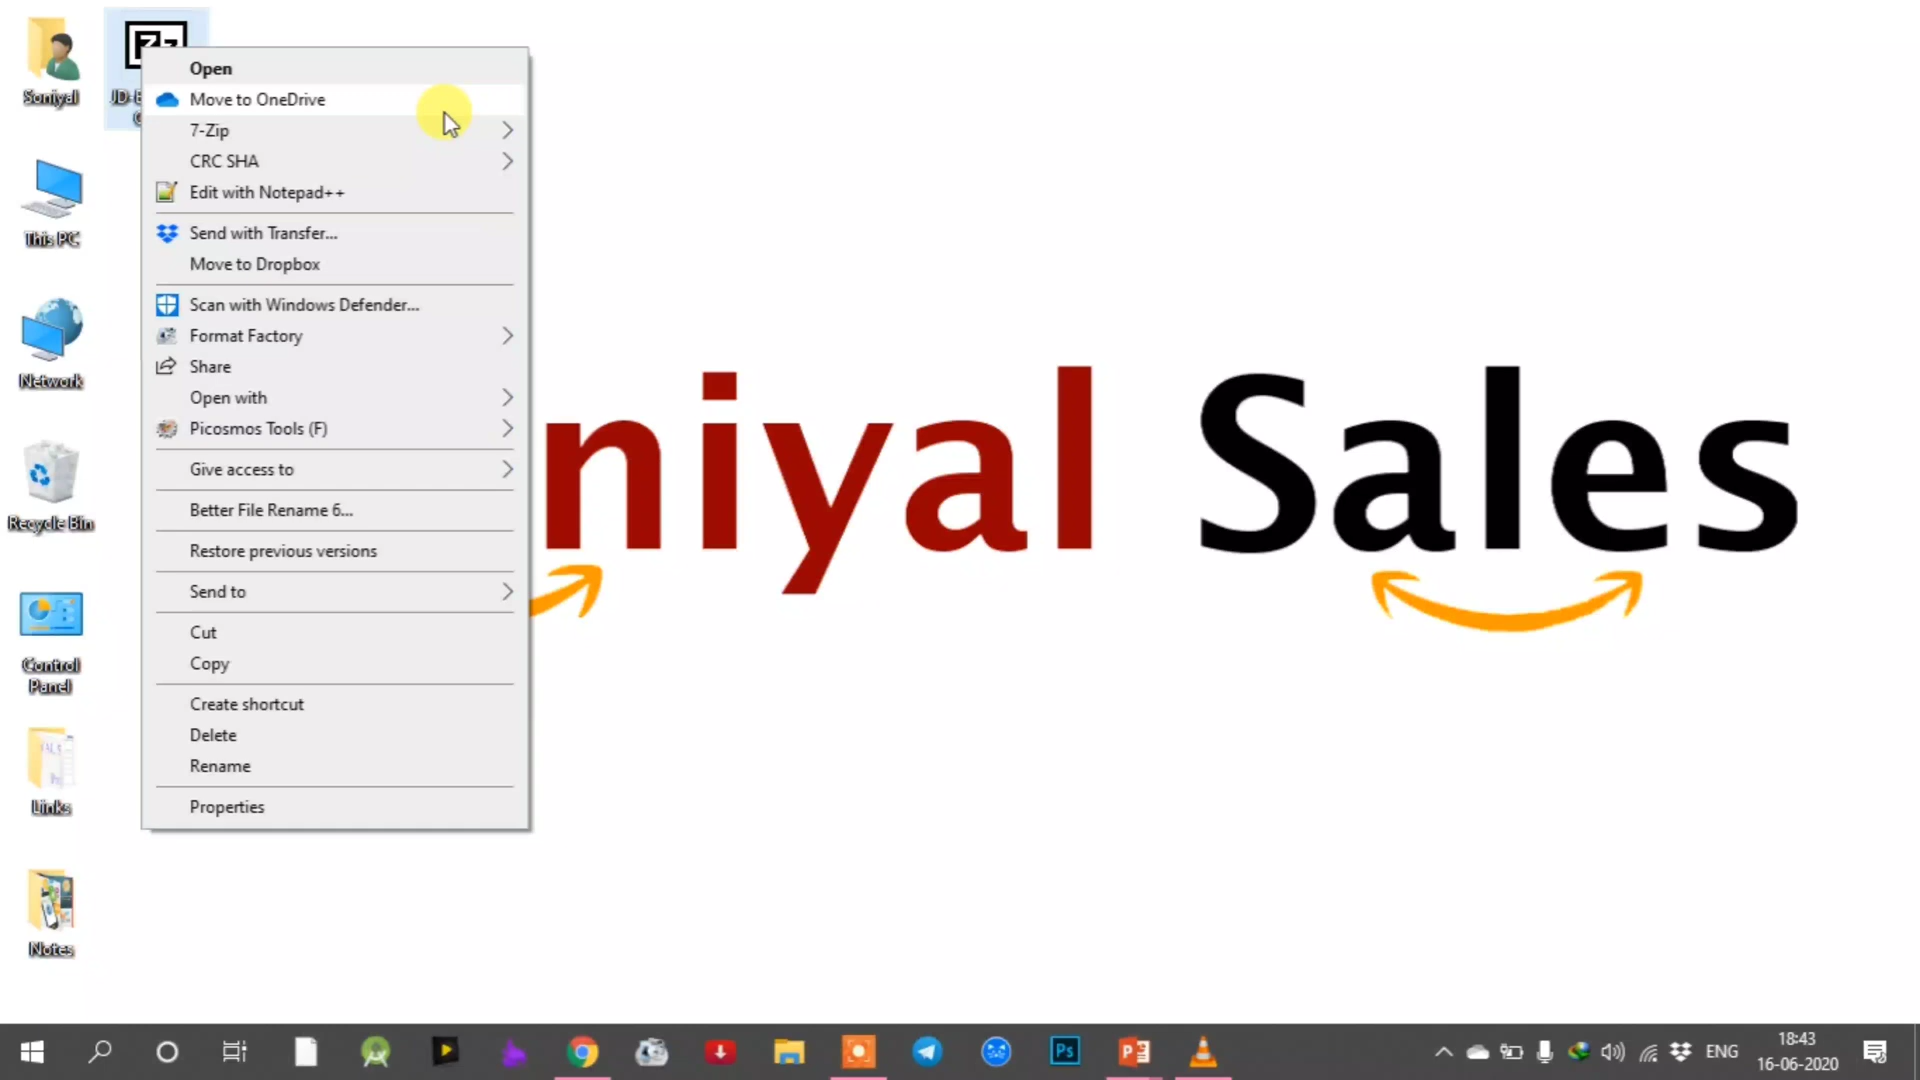 Soniyal
This PC
Network
Recycle Bin
Control
Panel
Links
Notes
Open
Move to OneDrive
7-Zip
CRC SHA
Edit with Notepad++
Send with Transfer...
Move to Dropbox
Scan with Windows Defender...
Format Factory
Share
Open with
Picosmos Tools (F)
Give access to
Better File Rename 6...
Restore previous versions
Send to
Cut
Copy
Create shortcut
Delete
Rename
Properties
niyal Sales
Ps
ENG
18:43
16-06-2020